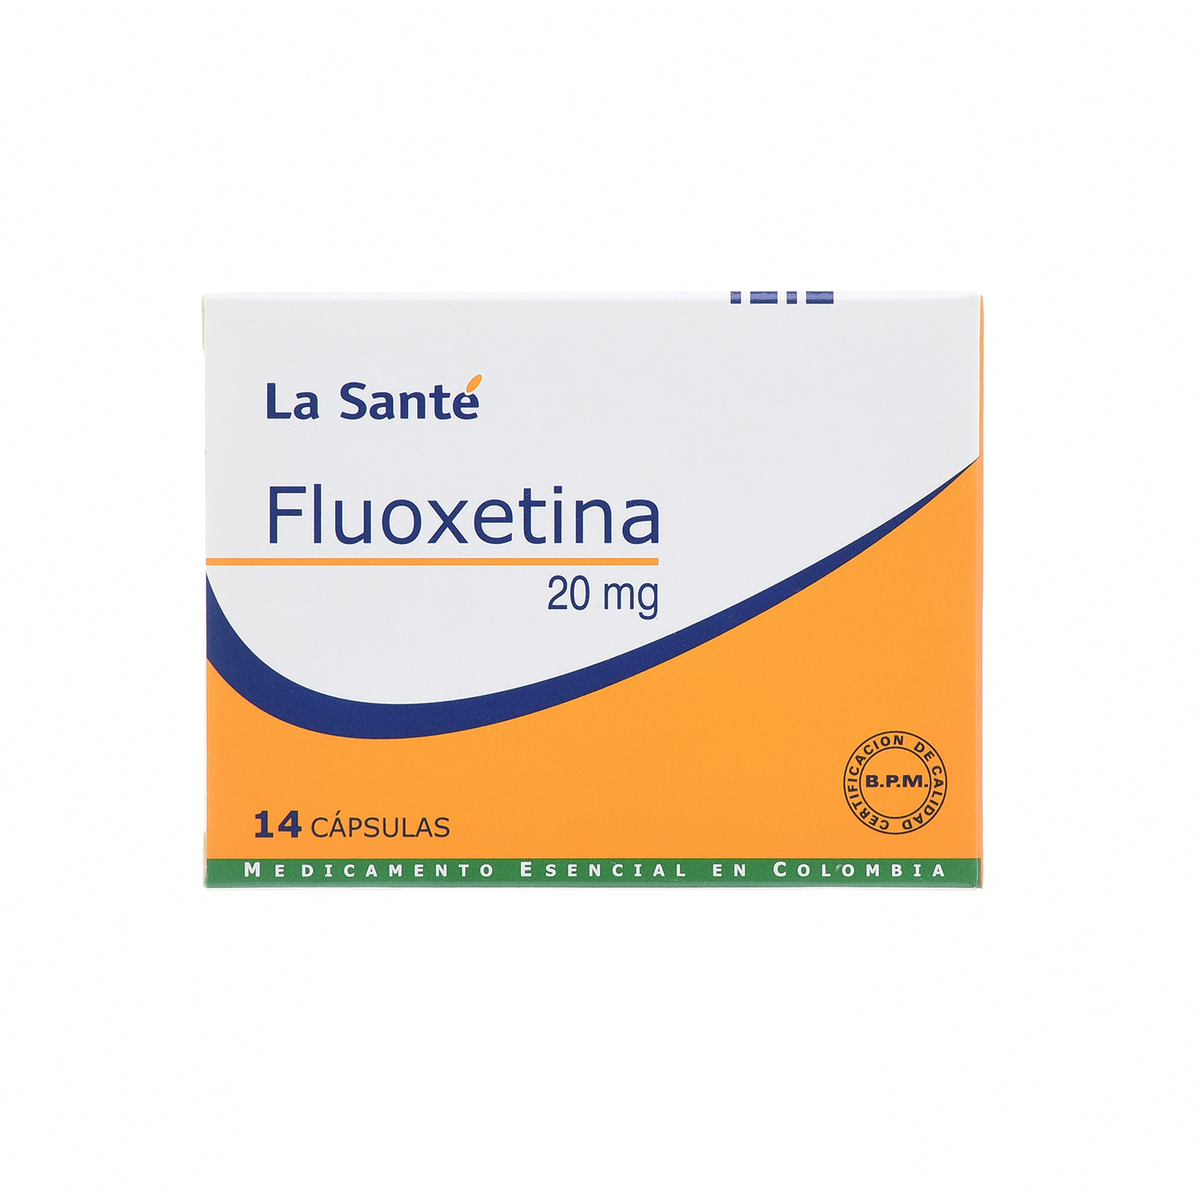 La Santé
Fluoxetina
20 mg
CERTIFICACION DE CALIDAD
B.P.M.
14 CÁPSULAS
MEDICAMENTO ESENCIAL EN COLOMBIA